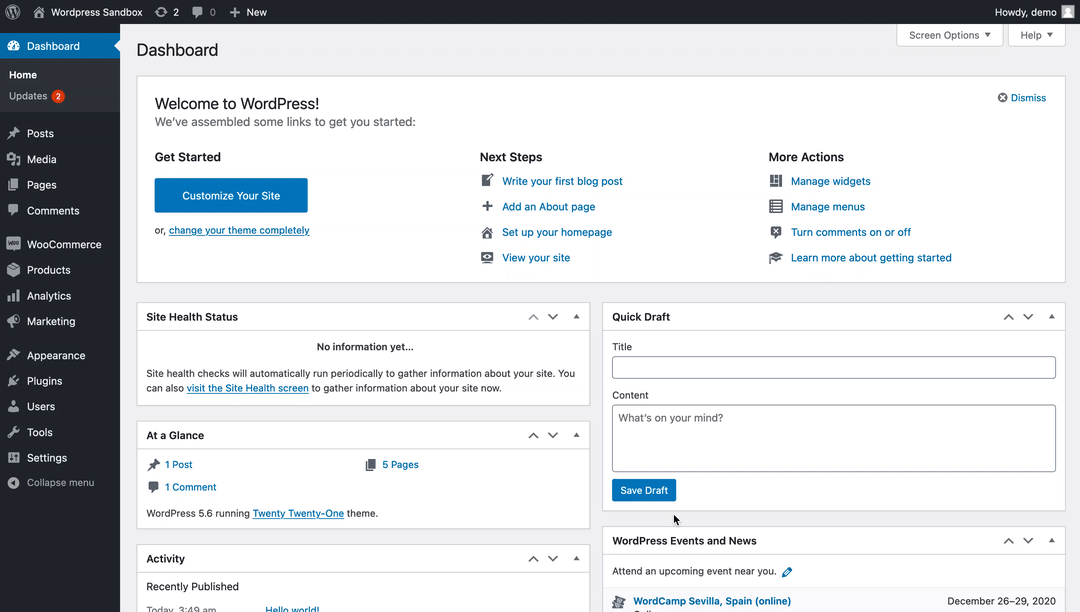 Wordpress Sandbox 2 0 New Howdy, demo
Screen Options Help
Dashboard
Home
Updates 2
Posts
Media
Pages
Comments
WooCommerce
Products
Analytics
Marketing
Appearance
Plugins
Users
Tools
Settings
Collapse menu
Dashboard
Welcome to WordPress!
Dismiss
We've assembled some links to get you started:
Get Started
Customize Your Site
or, change your theme completely
Next Steps
Write your first blog post
Add an About page
Set up your homepage
View your site
More Actions
Manage widgets
Manage menus
Turn comments on or off
Learn more about getting started
Site Health Status
No information yet...
Site health checks will automatically run periodically to gather information about your site. You
can also visit the Site Health screen to gather information about your site now.
At a Glance
1 Post 5 Pages
1 Comment
WordPress 5.6 running Twenty Twenty-One theme.
Activity
Recently Published
Today, 3:49 am Hello world!
Quick Draft
Title
Content
What's on your mind?
Save Draft
WordPress Events and News
Attend an upcoming event near you.
WordCamp Sevilla, Spain (online) December 26–29, 2020